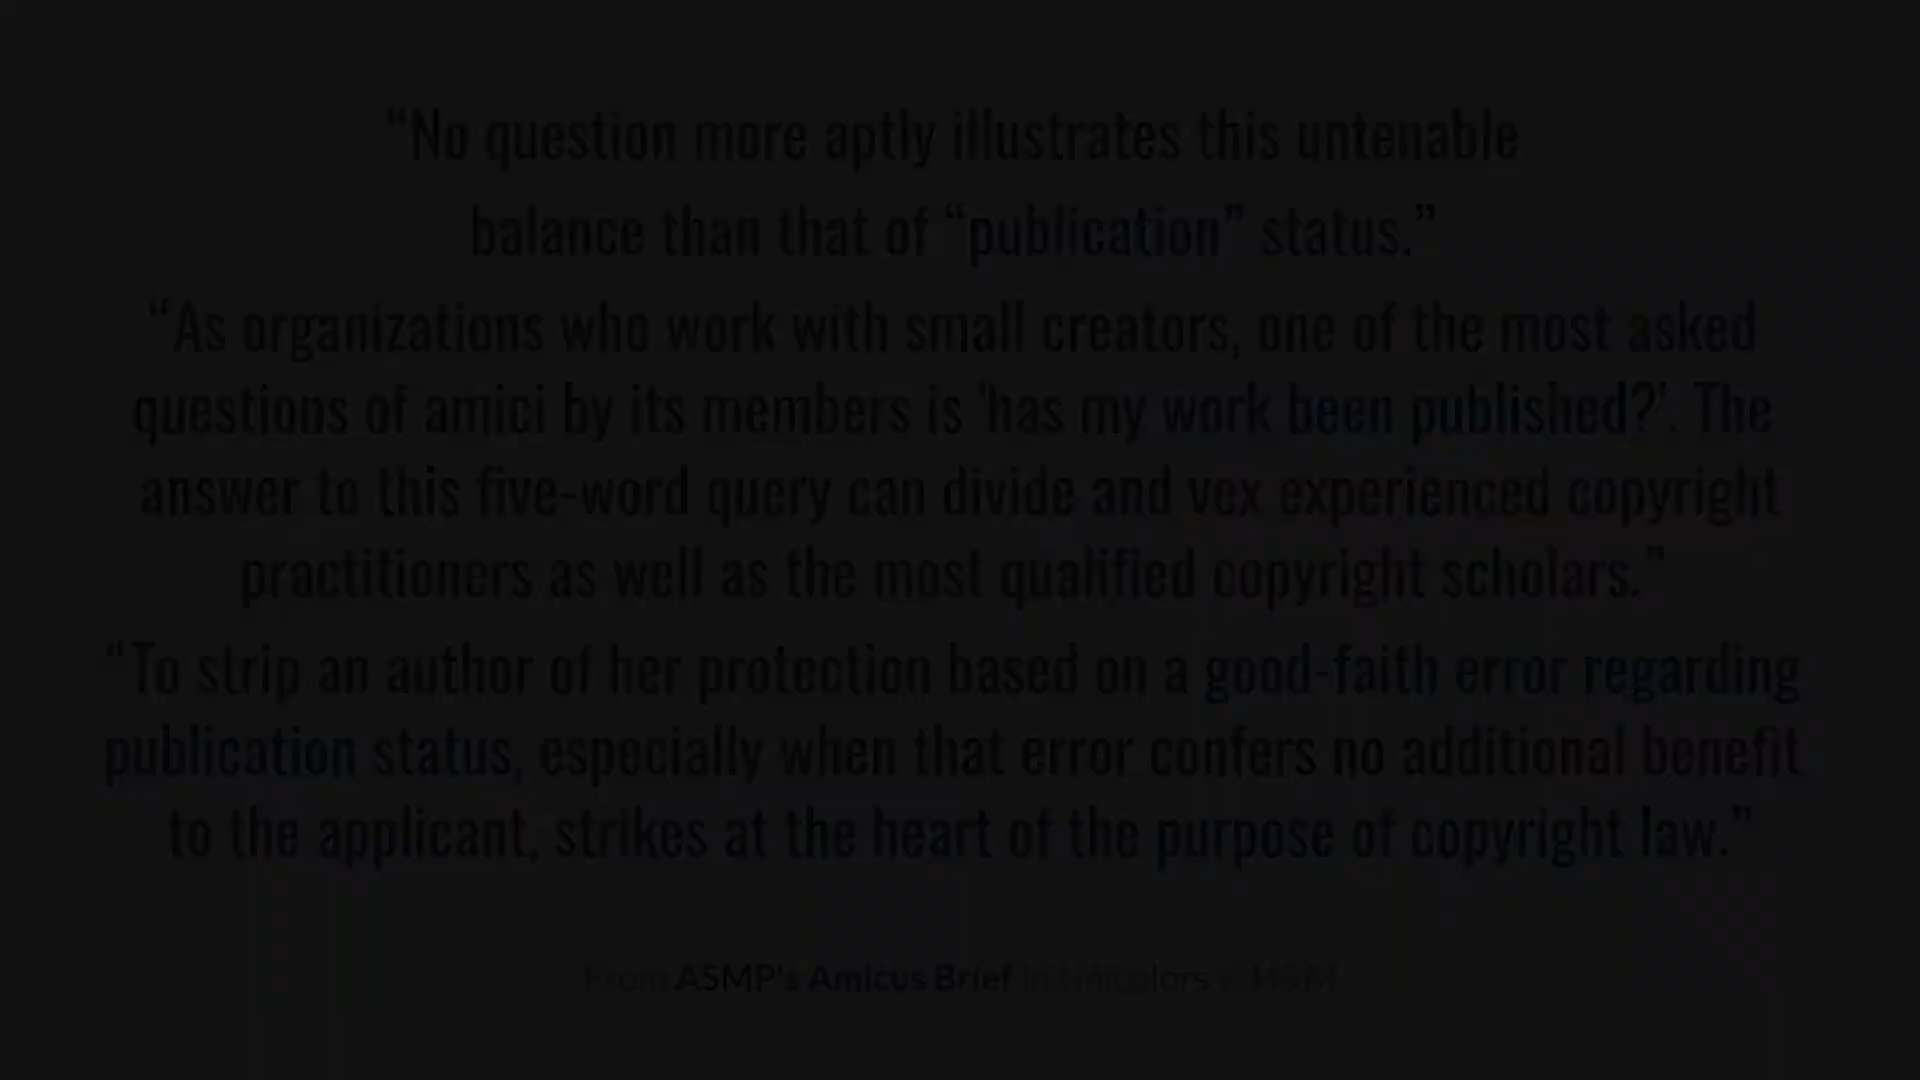 “No question more aptly illustrates this untenable
balance than that of “publication” status.”
“As organizations who work with small creators, one of the most asked
questions of amici by its members is 'has my work been published?'. The
answer to this five-word query can divide and vex experienced copyright
practitioners as well as the most qualified copyright scholars.”
“To strip an author of her protection based on a good-faith error regarding
publication status, especially when that error confers no additional benefit
to the applicant, strikes at the heart of the purpose of copyright law.”
From ASMP's Amicus Brief in Unicolors v. H&M